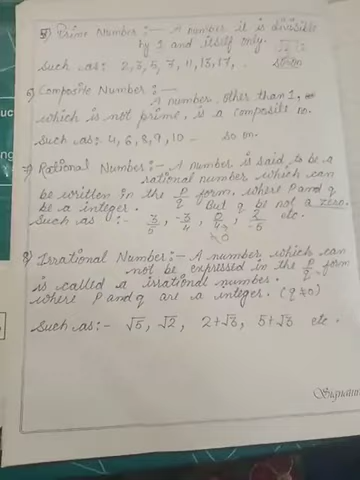 5) Prime Number :- A number it is divisible
by 1 and itself only.
Such as: 2, 3, 5, 7, 11, 13, 17, . so on
6) Composite Number :-
A number, other than 1,
which is not prime, is a composite no.
Such as: 4, 6, 8, 9, 10 - so on.
7) Rational Number :- A number is said to be a
rational number which can
be written in the p/q form, where p and q
be a integer. But q be not a zero.
Such as :- 3/5, -3/4, 0/4, 2/-5 etc.
8) Irrational Number :- A number which can
not be expressed in the p/q form
is called a irrational number.
where p and q are a integer. (q ≠ 0)
Such as :- √5, √2, 2+√3, 5+√3 etc.